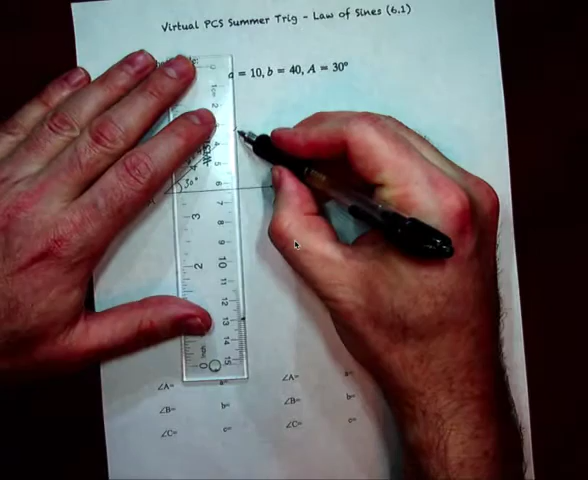 Virtual PCS Summer Trig - Law of Sines (6.1)
a = 10, b = 40, A = 30°
30°
∠A= a= ∠A= a=
∠B= b= ∠B= b=
∠C= c= ∠C= c=